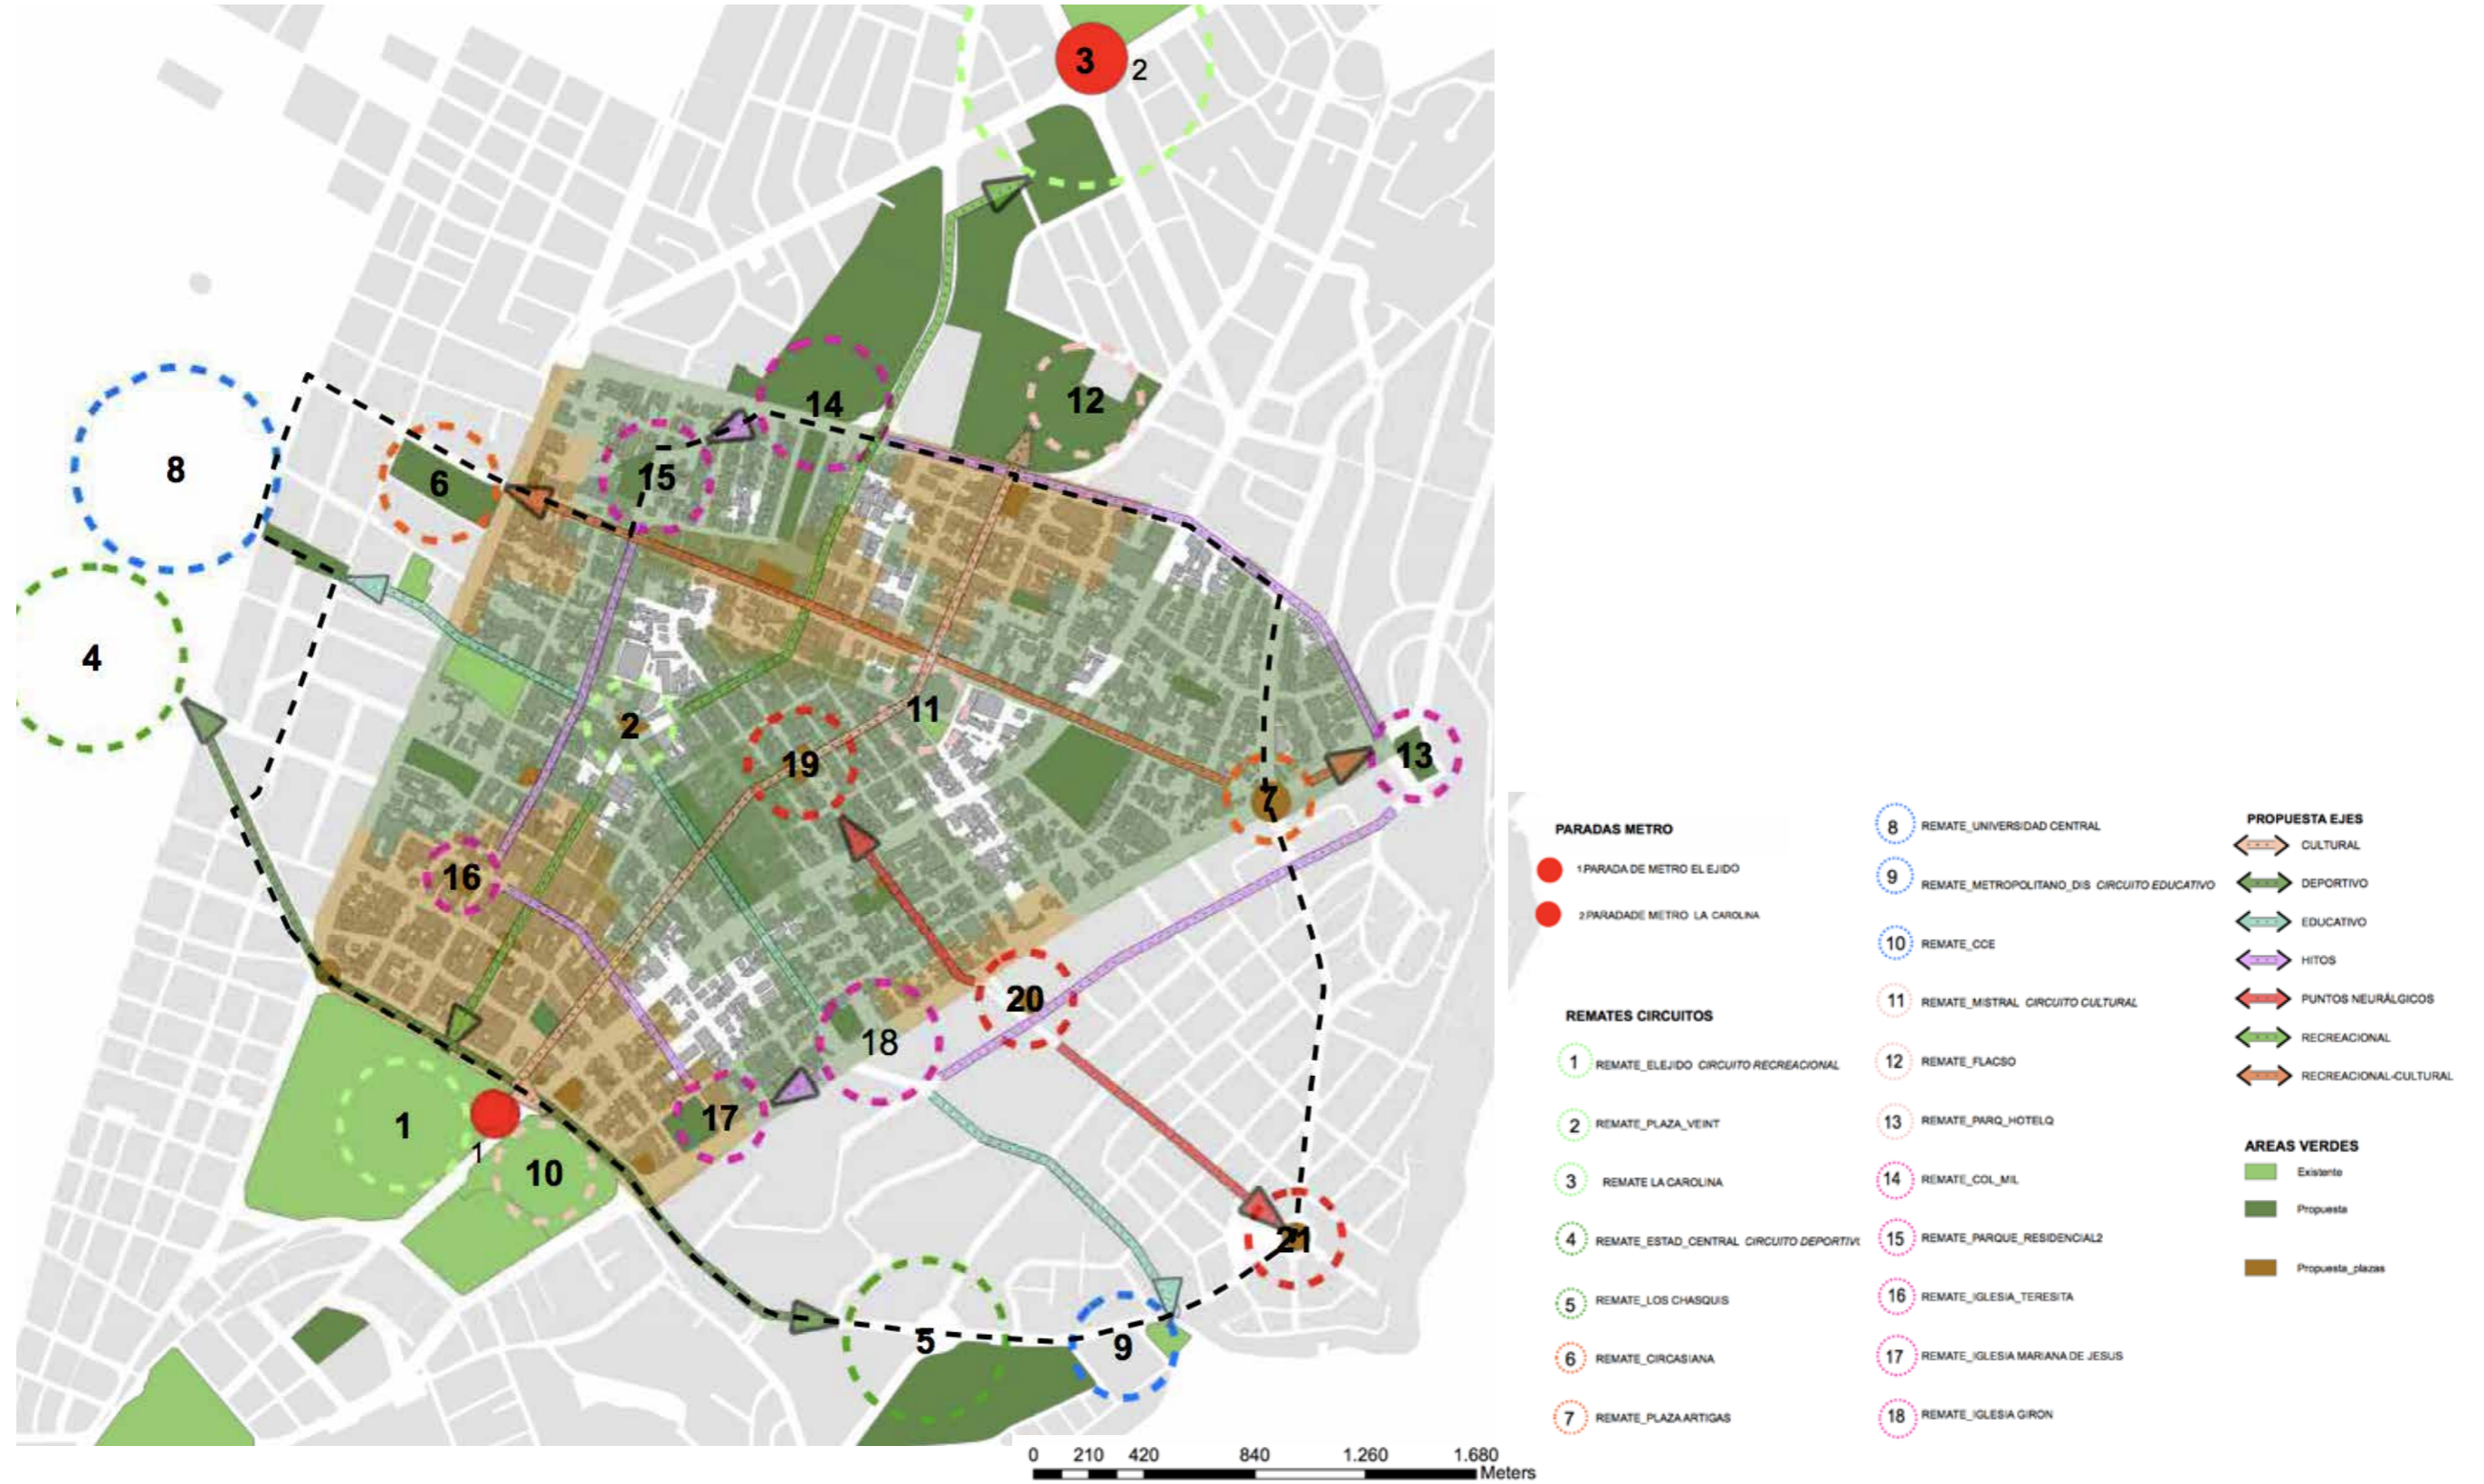 3
2
14
12
8
6
15
4
2
11
19
13
7
16
20
18
17
1
1
10
21
5
9
0 210 420 840 1.260 1.680
Meters
PARADAS METRO
1 PARADA DE METRO EL EJIDO
2 PARADADE METRO LA CAROLINA
REMATES CIRCUITOS
1 REMATE_ELEJIDO CIRCUITO RECREACIONAL
2 REMATE_PLAZA_VEINT
3 REMATE LA CAROLINA
4 REMATE_ESTAD_CENTRAL CIRCUITO DEPORTIV
5 REMATE_LOS CHASQUIS
6 REMATE_CIRCASIANA
7 REMATE_PLAZA ARTIGAS
8 REMATE_UNIVERSIDAD CENTRAL
9 REMATE_METROPOLITANO_DIS CIRCUITO EDUCATIVO
10 REMATE_CCE
11 REMATE_MISTRAL CIRCUITO CULTURAL
12 REMATE_FLACSO
13 REMATE_PARQ_HOTELQ
14 REMATE_COL_MIL
15 REMATE_PARQUE_RESIDENCIAL2
16 REMATE_IGLESIA_TERESITA
17 REMATE_IGLESIA MARIANA DE JESUS
18 REMATE_IGLESIA GIRON
PROPUESTA EJES
CULTURAL
DEPORTIVO
EDUCATIVO
HITOS
PUNTOS NEURÁLGICOS
RECREACIONAL
RECREACIONAL-CULTURAL
AREAS VERDES
Existente
Propuesta
Propuesta_plazas